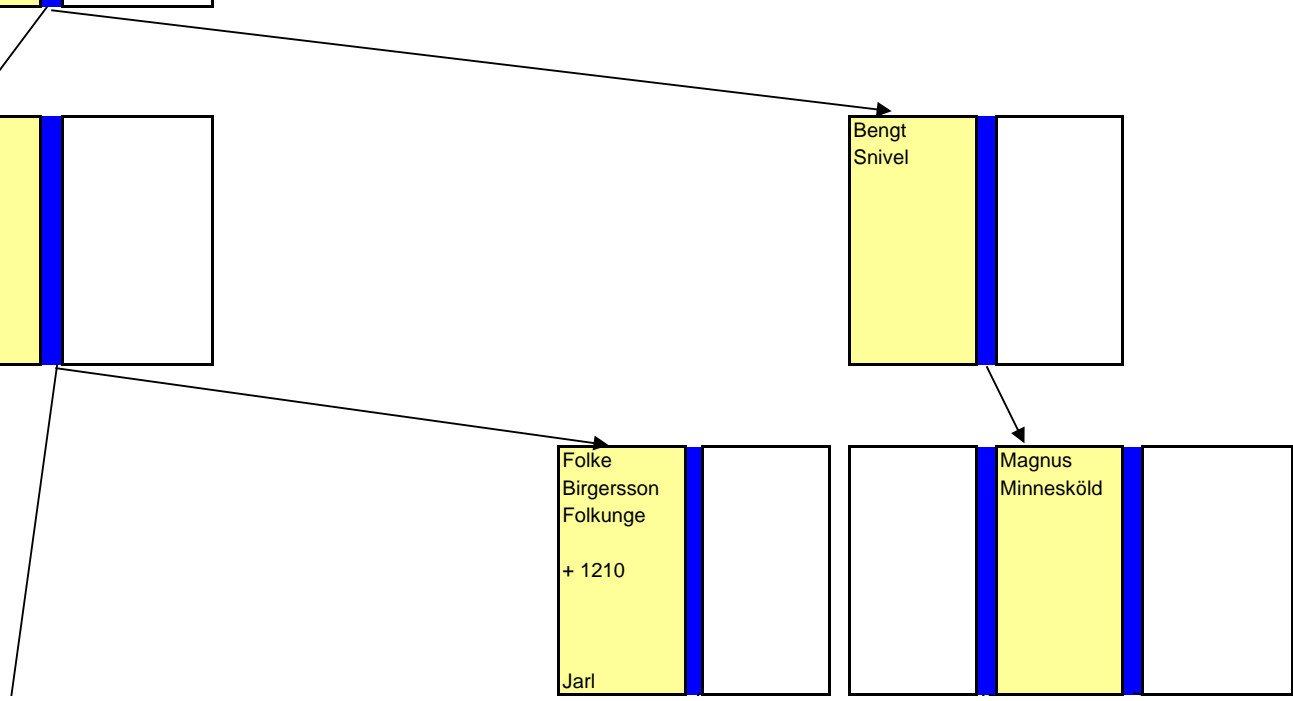 Bengt
Snivel
Folke
Birgersson
Folkunge
+ 1210
Jarl
Magnus
Minnesköld